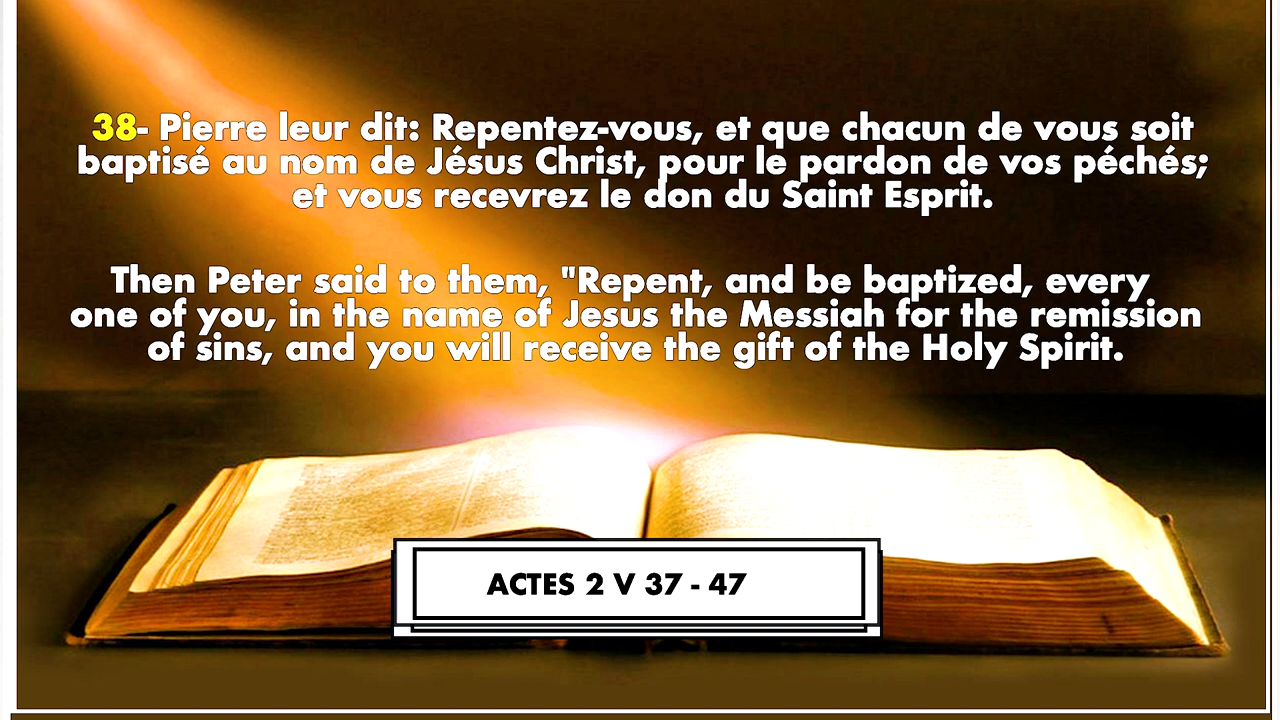 38- Pierre leur dit: Repentez-vous, et que chacun de vous soit
baptisé au nom de Jésus Christ, pour le pardon de vos péchés;
et vous recevrez le don du Saint Esprit.
Then Peter said to them, "Repent, and be baptized, every
one of you, in the name of Jesus the Messiah for the remission
of sins, and you will receive the gift of the Holy Spirit.
ACTES 2 V 37 - 47